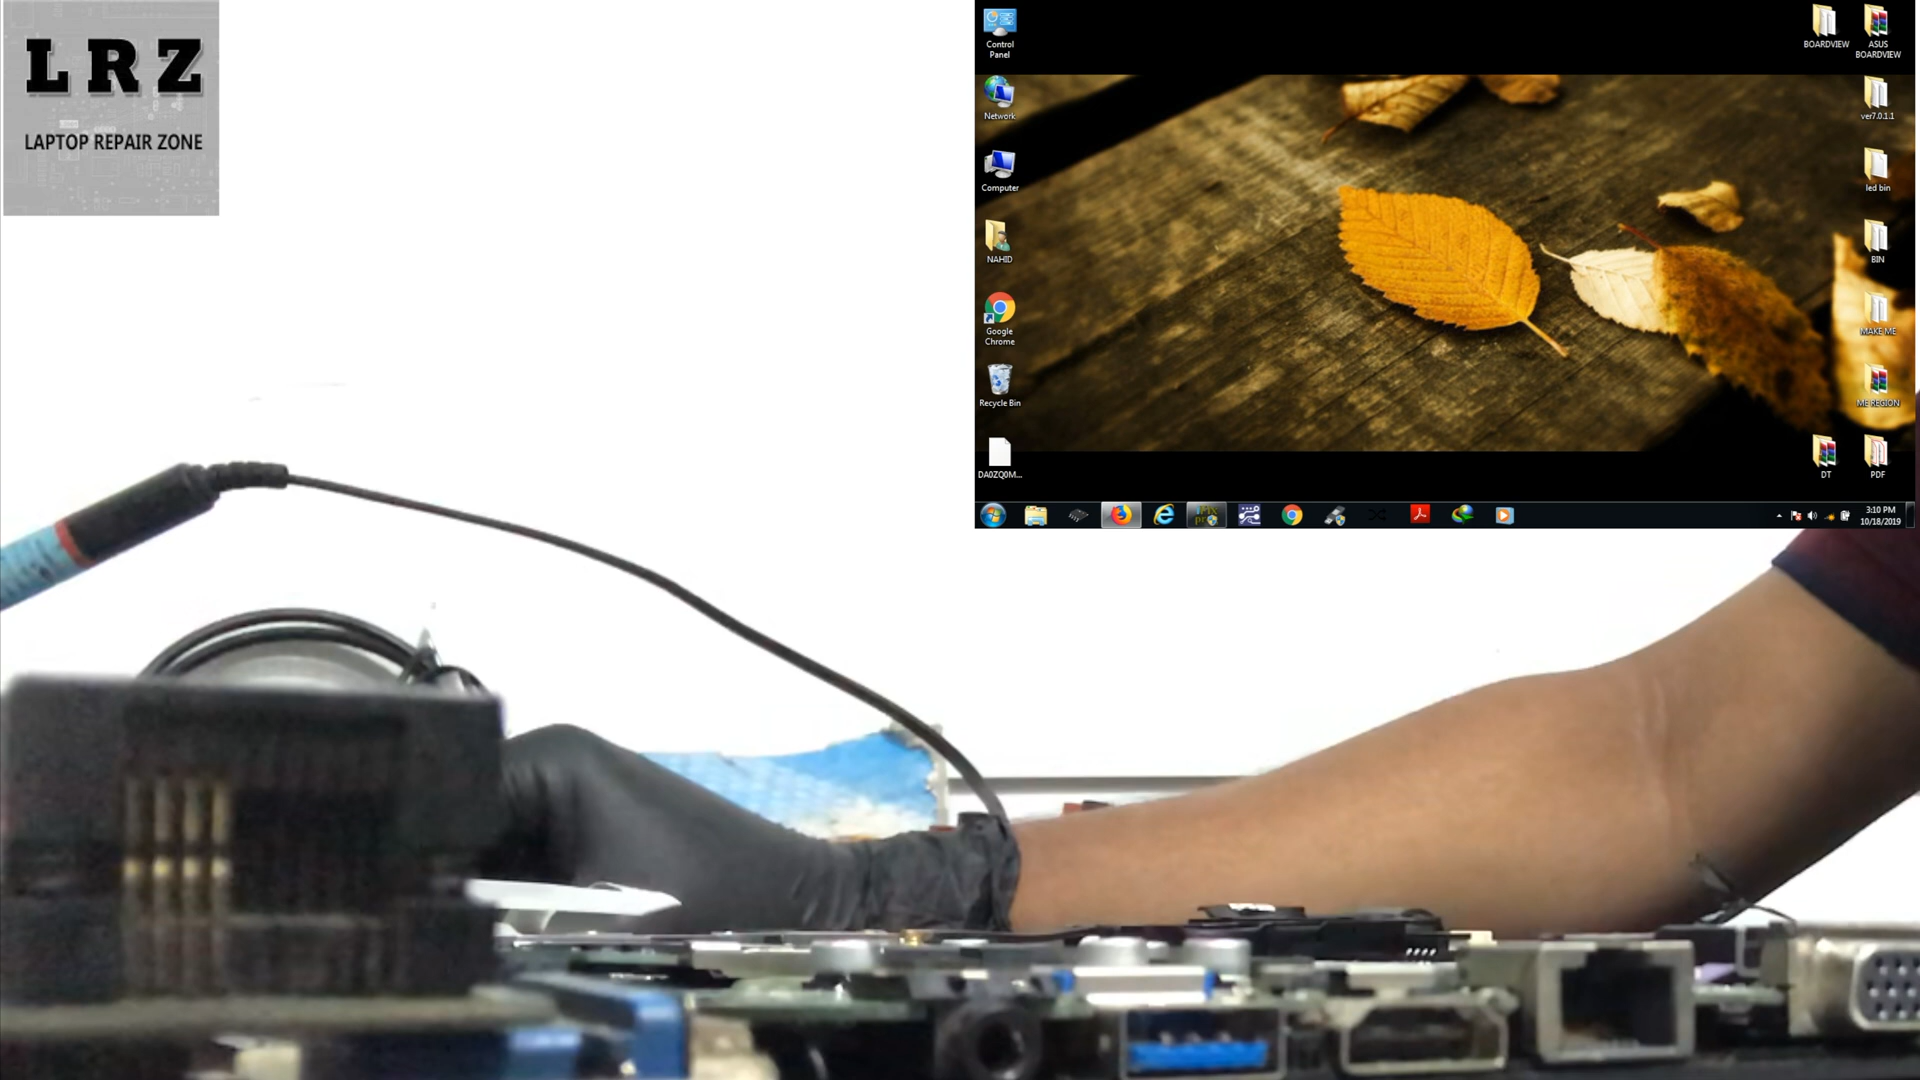 LRZ
LAPTOP REPAIR ZONE
Control
Panel
Network
Computer
NAHID
Google
Chrome
Recycle Bin
DA0ZQ0M...
BOARDVIEW
ASUS
BOARDVIEW
ver7.0.1.1
led bin
BIN
MAKE ME
ME REGION
DT
PDF
3:10 PM
10/18/2019